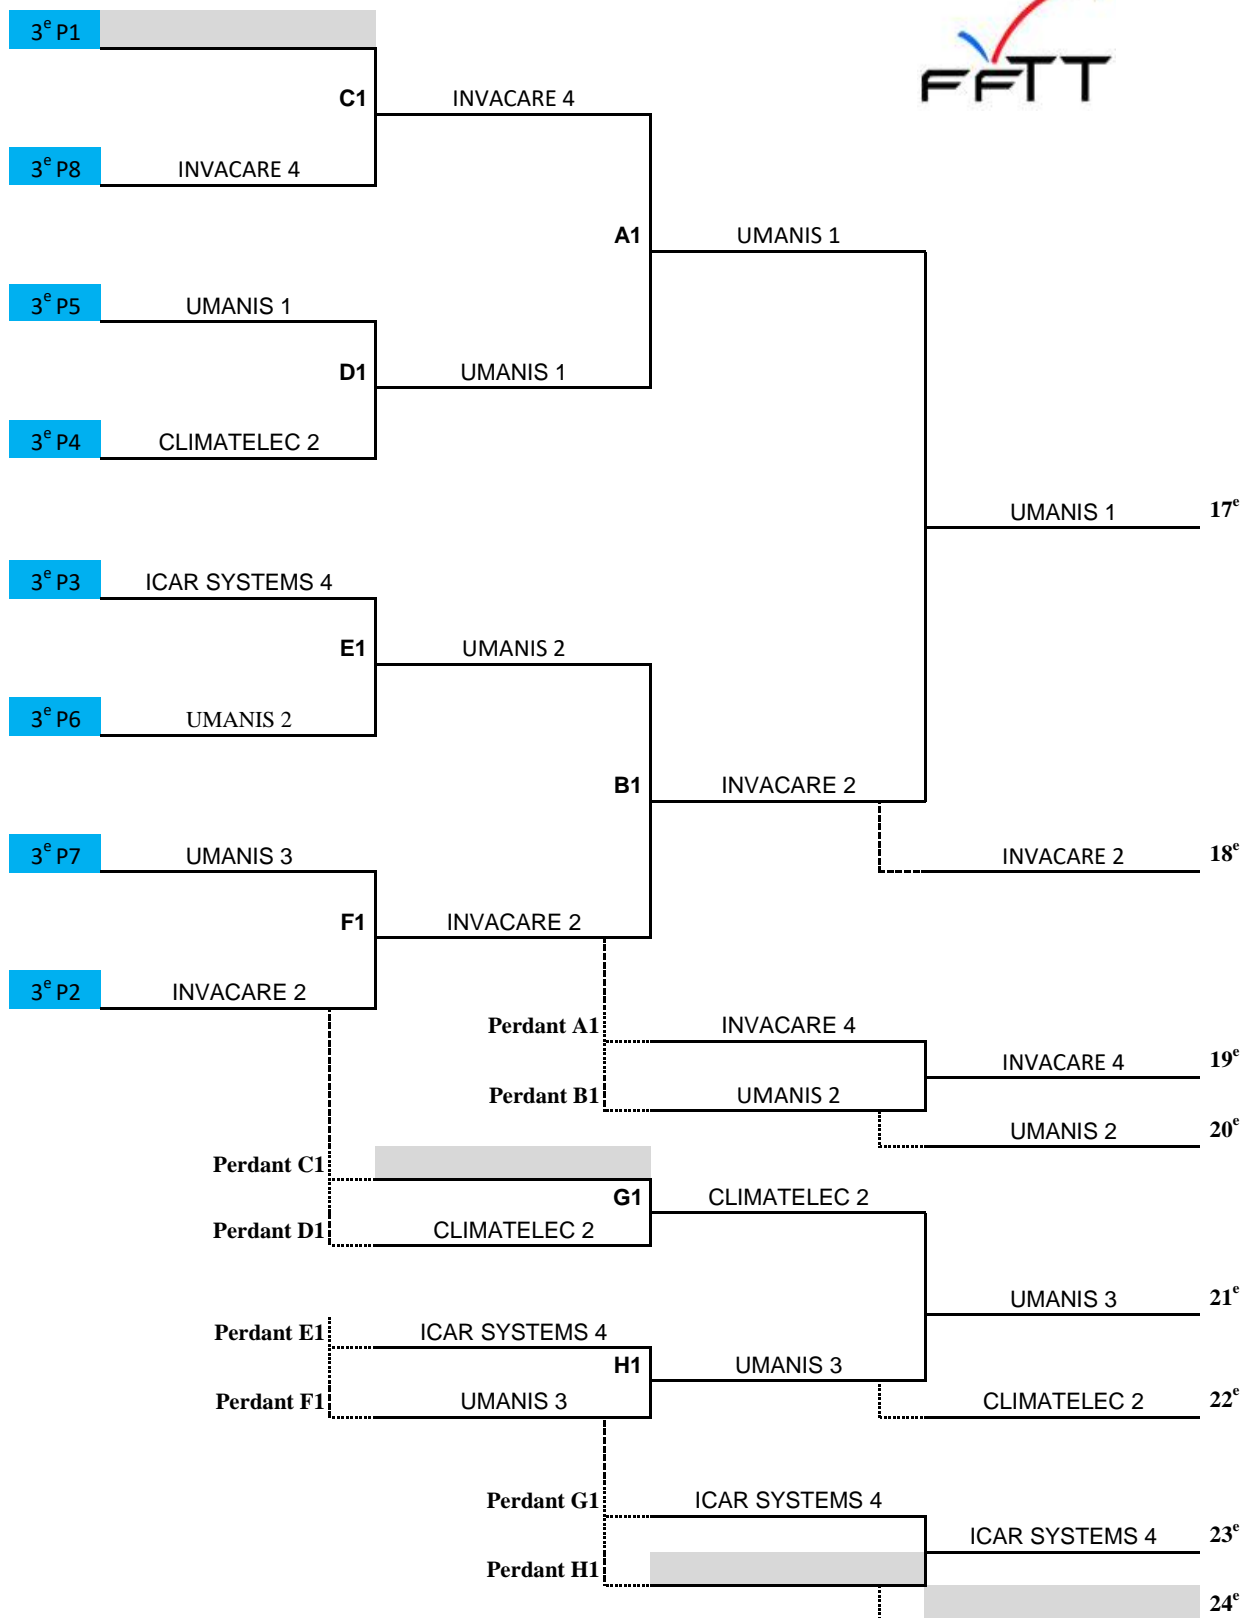 3e P1
FFTT
C1
INVACARE 4
3e P8
INVACARE 4
A1
UMANIS 1
3e P5
UMANIS 1
D1
UMANIS 1
3e P4
CLIMATELEC 2
UMANIS 1
17e
3e P3
ICAR SYSTEMS 4
E1
UMANIS 2
3e P6
UMANIS 2
B1
INVACARE 2
3e P7
UMANIS 3
INVACARE 2
18e
F1
INVACARE 2
3e P2
INVACARE 2
Perdant A1
INVACARE 4
INVACARE 4
19e
Perdant B1
UMANIS 2
UMANIS 2
20e
Perdant C1
G1
CLIMATELEC 2
Perdant D1
CLIMATELEC 2
UMANIS 3
21e
Perdant E1
ICAR SYSTEMS 4
H1
UMANIS 3
Perdant F1
UMANIS 3
CLIMATELEC 2
22e
Perdant G1
ICAR SYSTEMS 4
ICAR SYSTEMS 4
23e
Perdant H1
24e